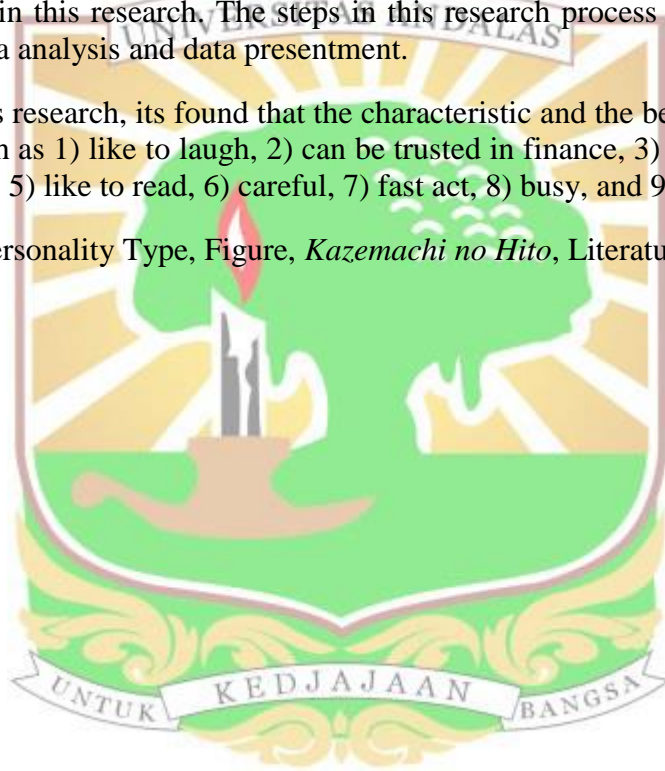 in this research. The steps in this research process
UNIVERSITAS ANDALAS
a analysis and data presentment.
s research, its found that the characteristic and the be
n as 1) like to laugh, 2) can be trusted in finance, 3)
5) like to read, 6) careful, 7) fast act, 8) busy, and 9
ersonality Type, Figure, Kazemachi no Hito, Literatu
UNTUK KEDJAJAAN BANGSA